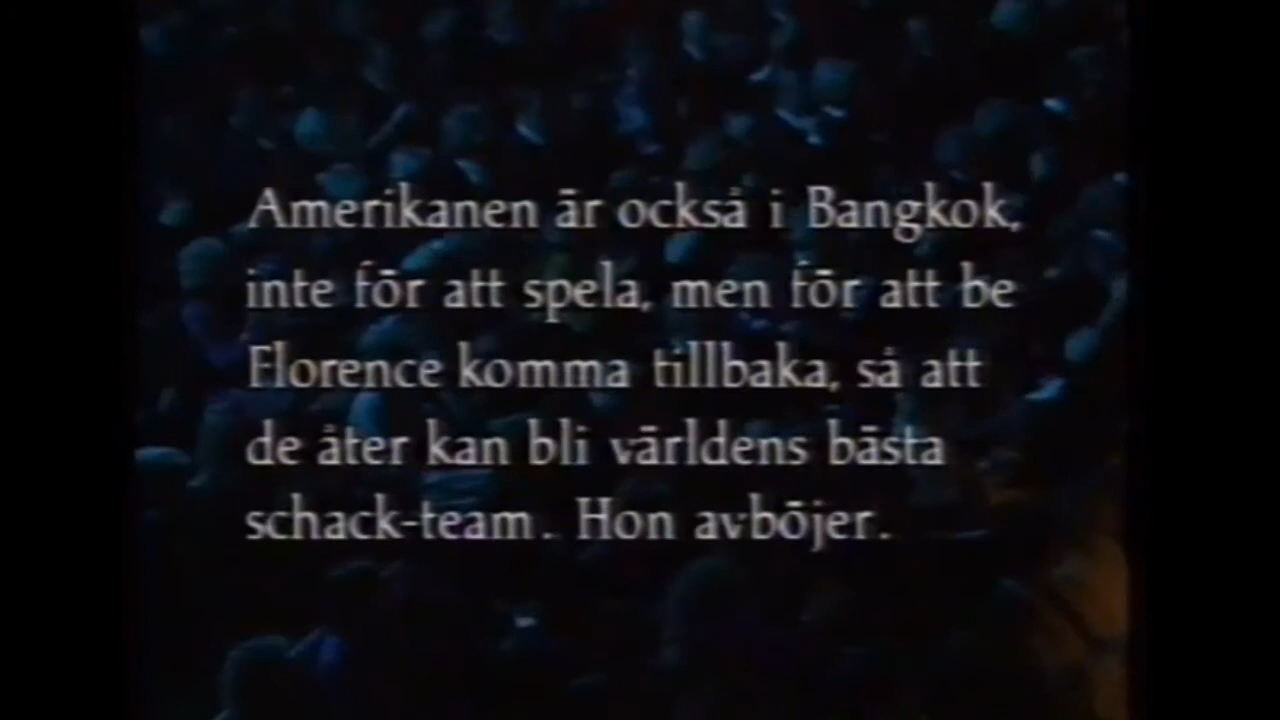 Amerikanen är också i Bangkok,
inte för att spela, men för att be
Florence komma tillbaka, så att
de åter kan bli världens bästa
schack-team. Hon avböjer.